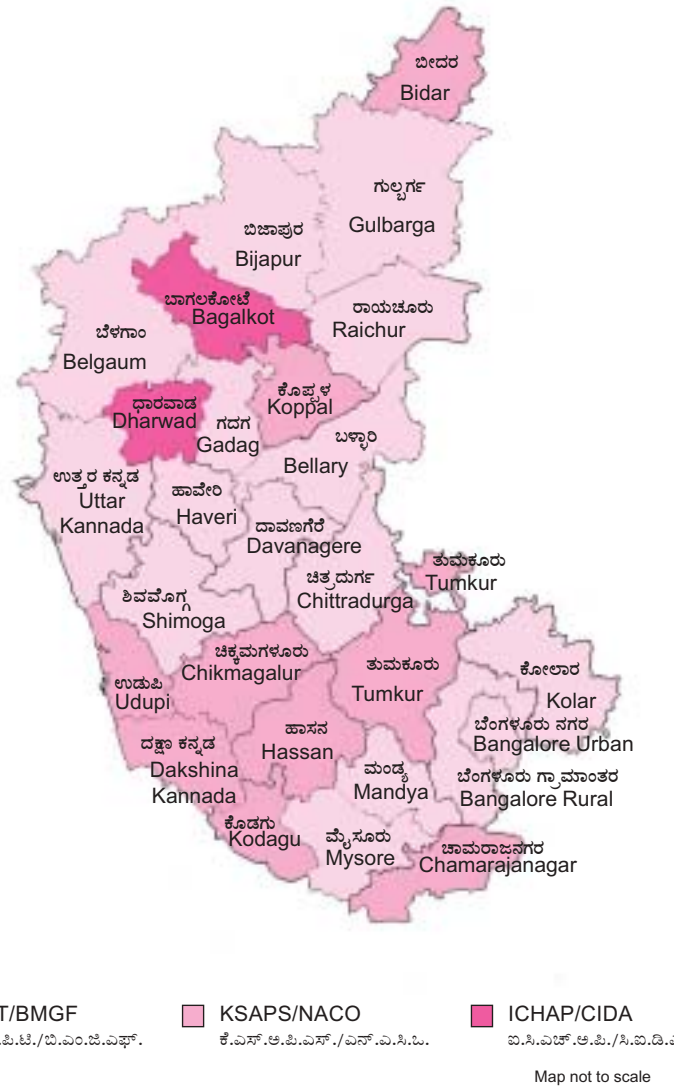 ಬೀದರ
Bidar
ಗುಲ್ಬರ್ಗ
Gulbarga
ಬಿಜಾಪುರ
Bijapur
ಬಾಗಲಕೋಟೆ
Bagalkot
ರಾಯಚೂರು
Raichur
ಬೆಳಗಾಂ
Belgaum
ಧಾರವಾಡ
Dharwad
ಗದಗ
Gadag
ಕೊಪ್ಪಳ
Koppal
ಬಳ್ಳಾರಿ
Bellary
ಉತ್ತರ ಕನ್ನಡ
Uttar
Kannada
ಹಾವೇರಿ
Haveri
ದಾವಣಗೆರೆ
Davanagere
ಚಿತ್ರದುರ್ಗ
Chittradurga
ತುಮಕೂರು
Tumkur
ಶಿವಮೊಗ್ಗ
Shimoga
ಚಿಕ್ಕಮಗಳೂರು
Chikmagalur
ತುಮಕೂರು
Tumkur
ಕೋಲಾರ
Kolar
ಉಡುಪಿ
Udupi
ಹಾಸನ
Hassan
ಬೆಂಗಳೂರು ನಗರ
Bangalore Urban
ದಕ್ಷಿಣ ಕನ್ನಡ
Dakshina
Kannada
ಮಂಡ್ಯ
Mandya
ಬೆಂಗಳೂರು ಗ್ರಾಮಾಂತರ
Bangalore Rural
ಕೊಡಗು
Kodagu
ಮೈಸೂರು
Mysore
ಚಾಮರಾಜನಗರ
Chamarajanagar
T/BMGF
.ಪಿ.ಟಿ./ಬಿ.ಎಂ.ಜಿ.ಎಫ್.
KSAPS/NACO
ಕೆ.ಎಸ್.ಅ.ಪಿ.ಎಸ್./ಎನ್.ಎ.ಸಿ.ಒ.
ICHAP/CIDA
ಐ.ಸಿ.ಎಚ್.ಅ.ಪಿ./ಸಿ.ಐ.ಡಿ.
Map not to scale